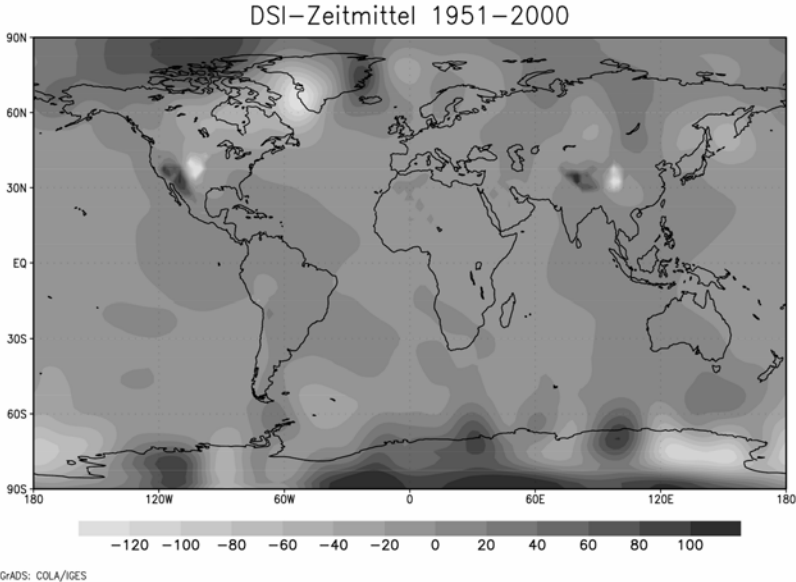 DSI−Zeitmittel 1951−2000
90N
60N
30N
EQ
30S
60S
90S
180 120W 60W 0 60E 120E 180
−120 −100 −80 −60 −40 −20 0 20 40 60 80 100
GrADS: COLA/IGES